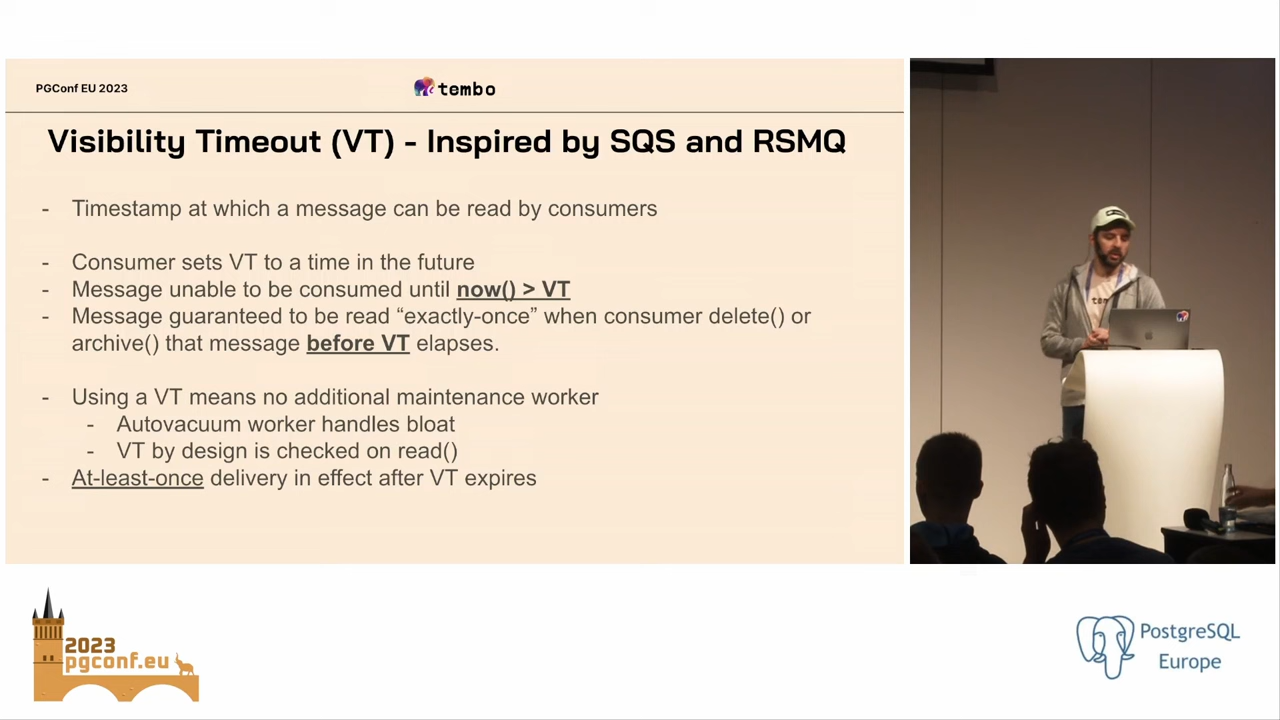 PGConf EU 2023
tembo
Visibility Timeout (VT) - Inspired by SQS and RSMQ
- Timestamp at which a message can be read by consumers
- Consumer sets VT to a time in the future
- Message unable to be consumed until now() > VT
- Message guaranteed to be read “exactly-once” when consumer delete() or
archive() that message before VT elapses.
- Using a VT means no additional maintenance worker
- Autovacuum worker handles bloat
- VT by design is checked on read()
- At-least-once delivery in effect after VT expires
2023
pgconf.eu
PostgreSQL
Europe